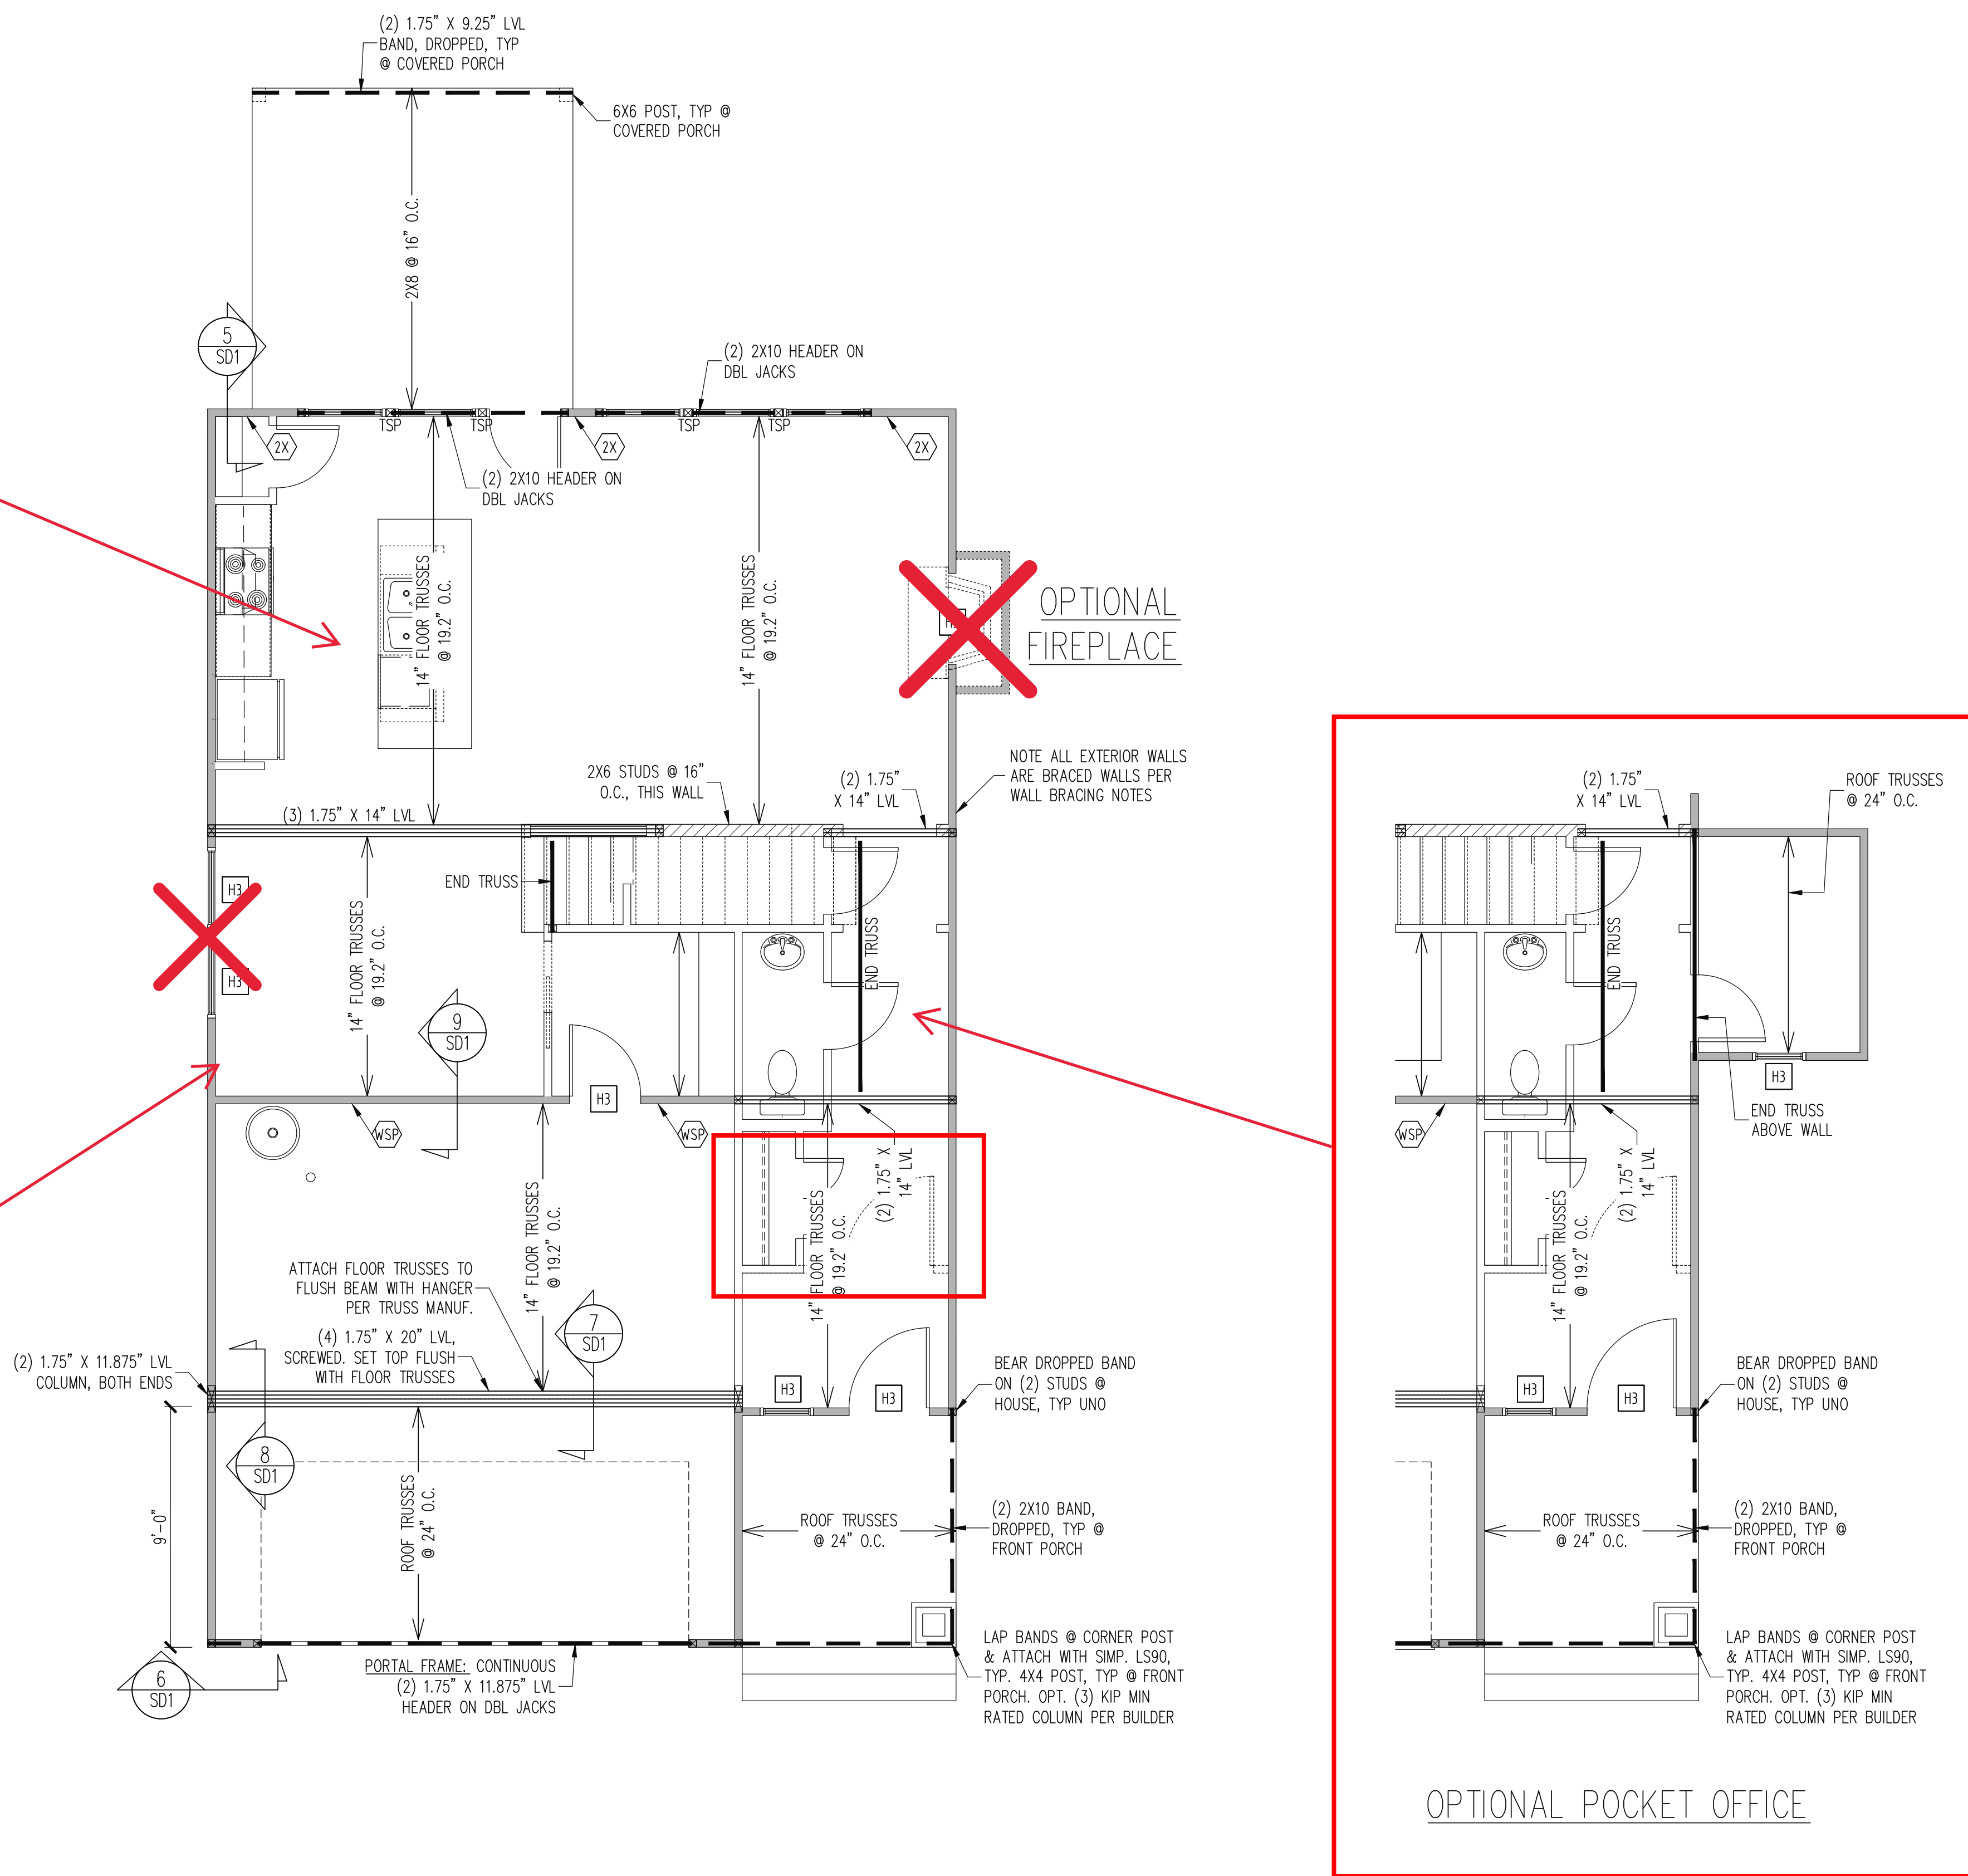 (2) 1.75" X 9.25" LVL
BAND, DROPPED, TYP
@ COVERED PORCH
6X6 POST, TYP @
COVERED PORCH
2X8 @ 16" O.C.
5
SD1
(2) 2X10 HEADER ON
DBL JACKS
TSP
TSP
TSP
TSP
2X
2X
2X
(2) 2X10 HEADER ON
DBL JACKS
14" FLOOR TRUSSES
@ 19.2" O.C.
14" FLOOR TRUSSES
@ 19.2" O.C.
OPTIONAL
FIREPLACE
2X6 STUDS @ 16"
O.C., THIS WALL
(2) 1.75"
X 14" LVL
NOTE ALL EXTERIOR WALLS
ARE BRACED WALLS PER
WALL BRACING NOTES
(3) 1.75" X 14" LVL
END TRUSS
H3
H3
14" FLOOR TRUSSES
@ 19.2" O.C.
END TRUSS
9
SD1
H3
WSP
WSP
(2) 1.75" X
14" LVL
14" FLOOR TRUSSES
@ 19.2" O.C.
14" FLOOR TRUSSES
@ 19.2" O.C.
ATTACH FLOOR TRUSSES TO
FLUSH BEAM WITH HANGER
PER TRUSS MANUF.
7
SD1
(4) 1.75" X 20" LVL,
SCREWED. SET TOP FLUSH
WITH FLOOR TRUSSES
(2) 1.75" X 11.875" LVL
COLUMN, BOTH ENDS
H3
H3
BEAR DROPPED BAND
ON (2) STUDS @
HOUSE, TYP UNO
8
SD1
9'-0"
ROOF TRUSSES
@ 24" O.C.
ROOF TRUSSES
@ 24" O.C.
(2) 2X10 BAND,
DROPPED, TYP @
FRONT PORCH
6
SD1
PORTAL FRAME: CONTINUOUS
(2) 1.75" X 11.875" LVL
HEADER ON DBL JACKS
LAP BANDS @ CORNER POST
& ATTACH WITH SIMP. LS90,
TYP. 4X4 POST, TYP @ FRONT
PORCH. OPT. (3) KIP MIN
RATED COLUMN PER BUILDER
(2) 1.75"
X 14" LVL
ROOF TRUSSES
@ 24" O.C.
END TRUSS
H3
END TRUSS
ABOVE WALL
WSP
(2) 1.75" X
14" LVL
14" FLOOR TRUSSES
@ 19.2" O.C.
H3
H3
BEAR DROPPED BAND
ON (2) STUDS @
HOUSE, TYP UNO
ROOF TRUSSES
@ 24" O.C.
(2) 2X10 BAND,
DROPPED, TYP @
FRONT PORCH
LAP BANDS @ CORNER POST
& ATTACH WITH SIMP. LS90,
TYP. 4X4 POST, TYP @ FRONT
PORCH. OPT. (3) KIP MIN
RATED COLUMN PER BUILDER
OPTIONAL POCKET OFFICE